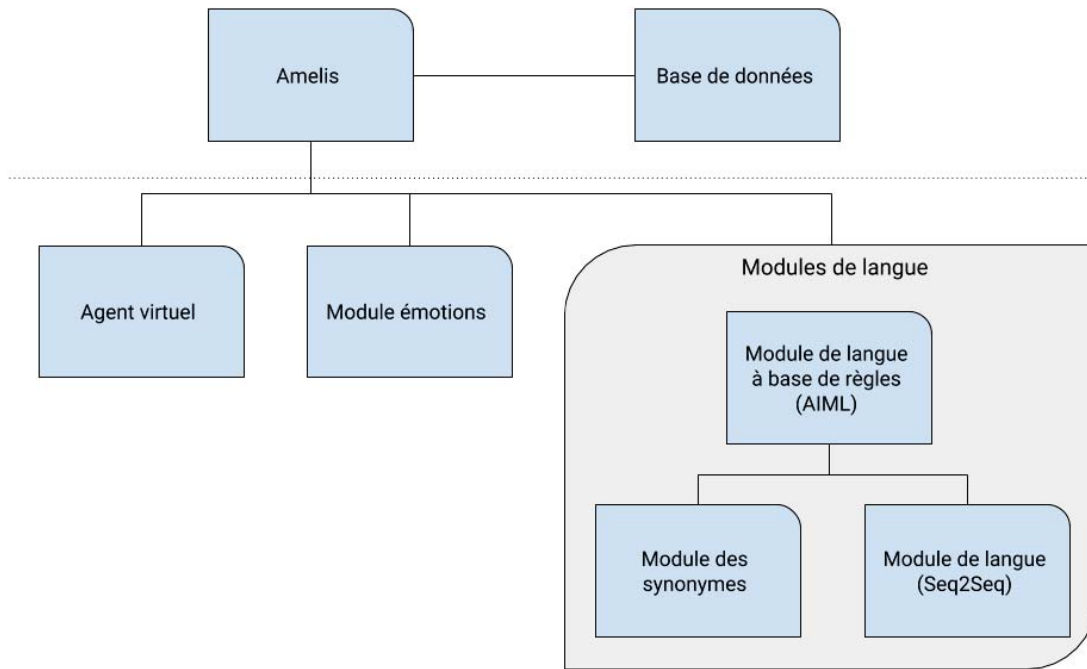 Amelis
Base de données
Agent virtuel
Module émotions
Modules de langue
Module de langue
à base de règles
(AIML)
Module des
synonymes
Module de langue
(Seq2Seq)